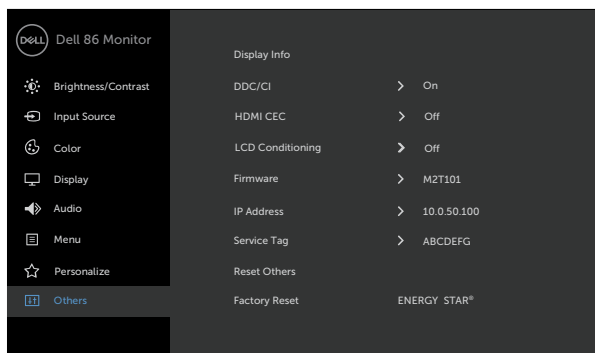 DELL Dell 86 Monitor
Display Info
Brightness/Contrast DDC/CI > On
Input Source HDMI CEC > Off
Color LCD Conditioning > Off
Display Firmware > M2T101
Audio IP Address > 10.0.50.100
Menu Service Tag > ABCDEFG
Personalize Reset Others
Others Factory Reset ENERGY STAR®